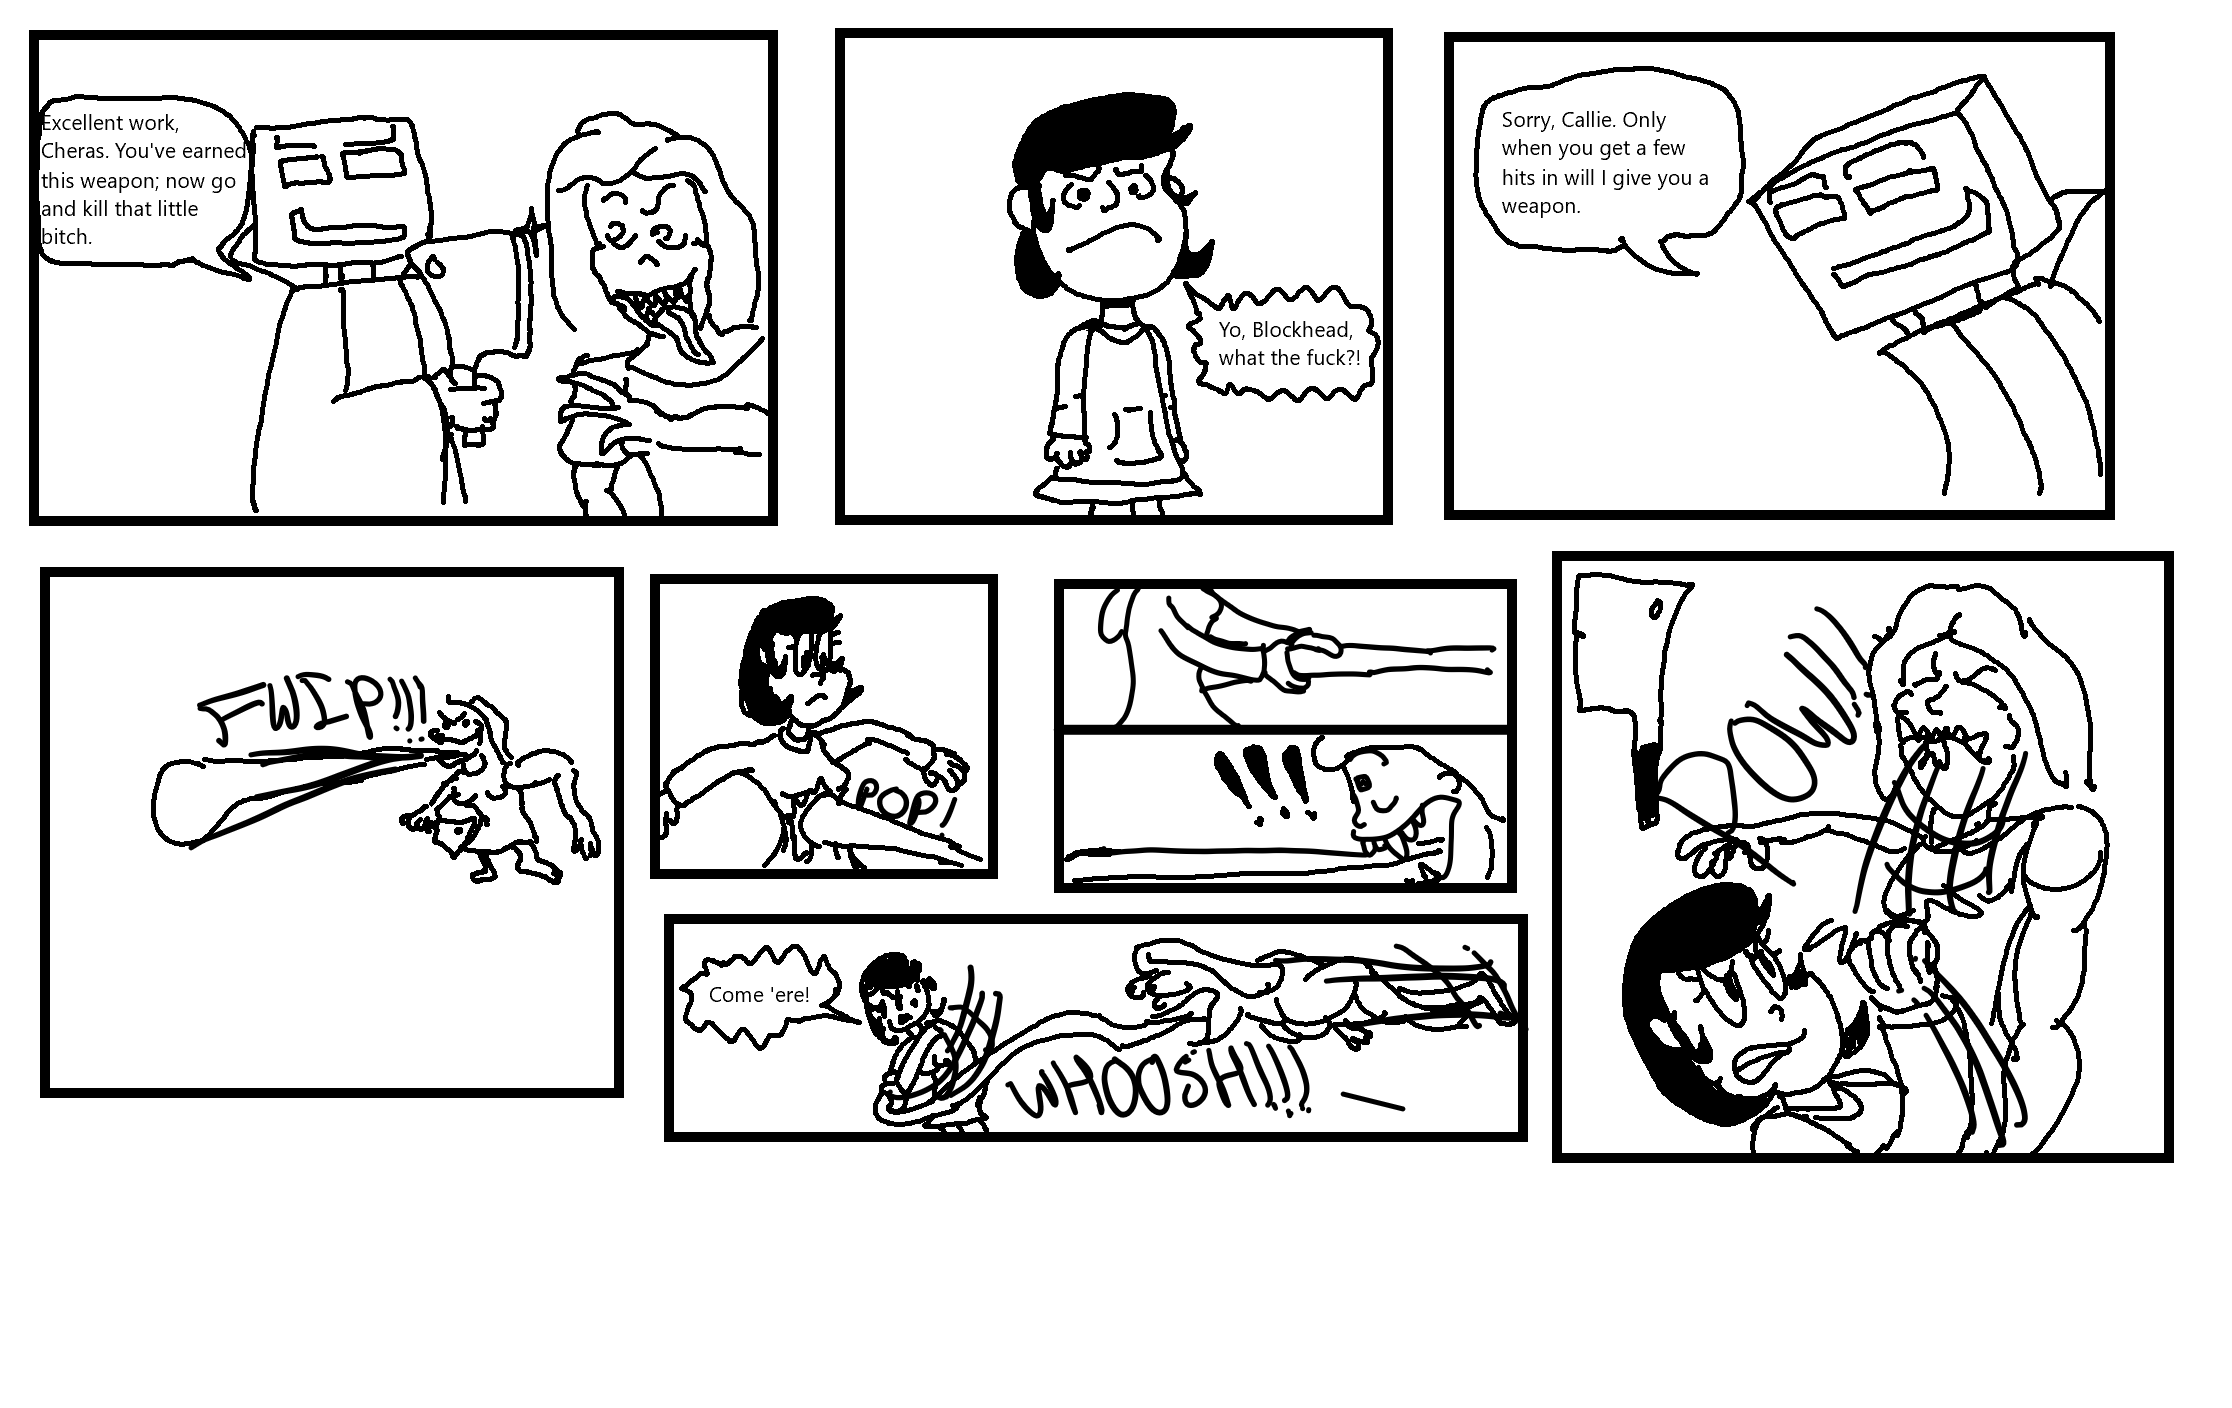 Excellent work,
Cheras. You've earned
this weapon; now go
and kill that little
bitch.
Yo, Blockhead,
what the fuck?!
Sorry, Callie. Only
when you get a few
hits in will I give you a
weapon.
FWIP!!!
POP!
!!!
Come 'ere!
WHOOSH!!!
POW!!!